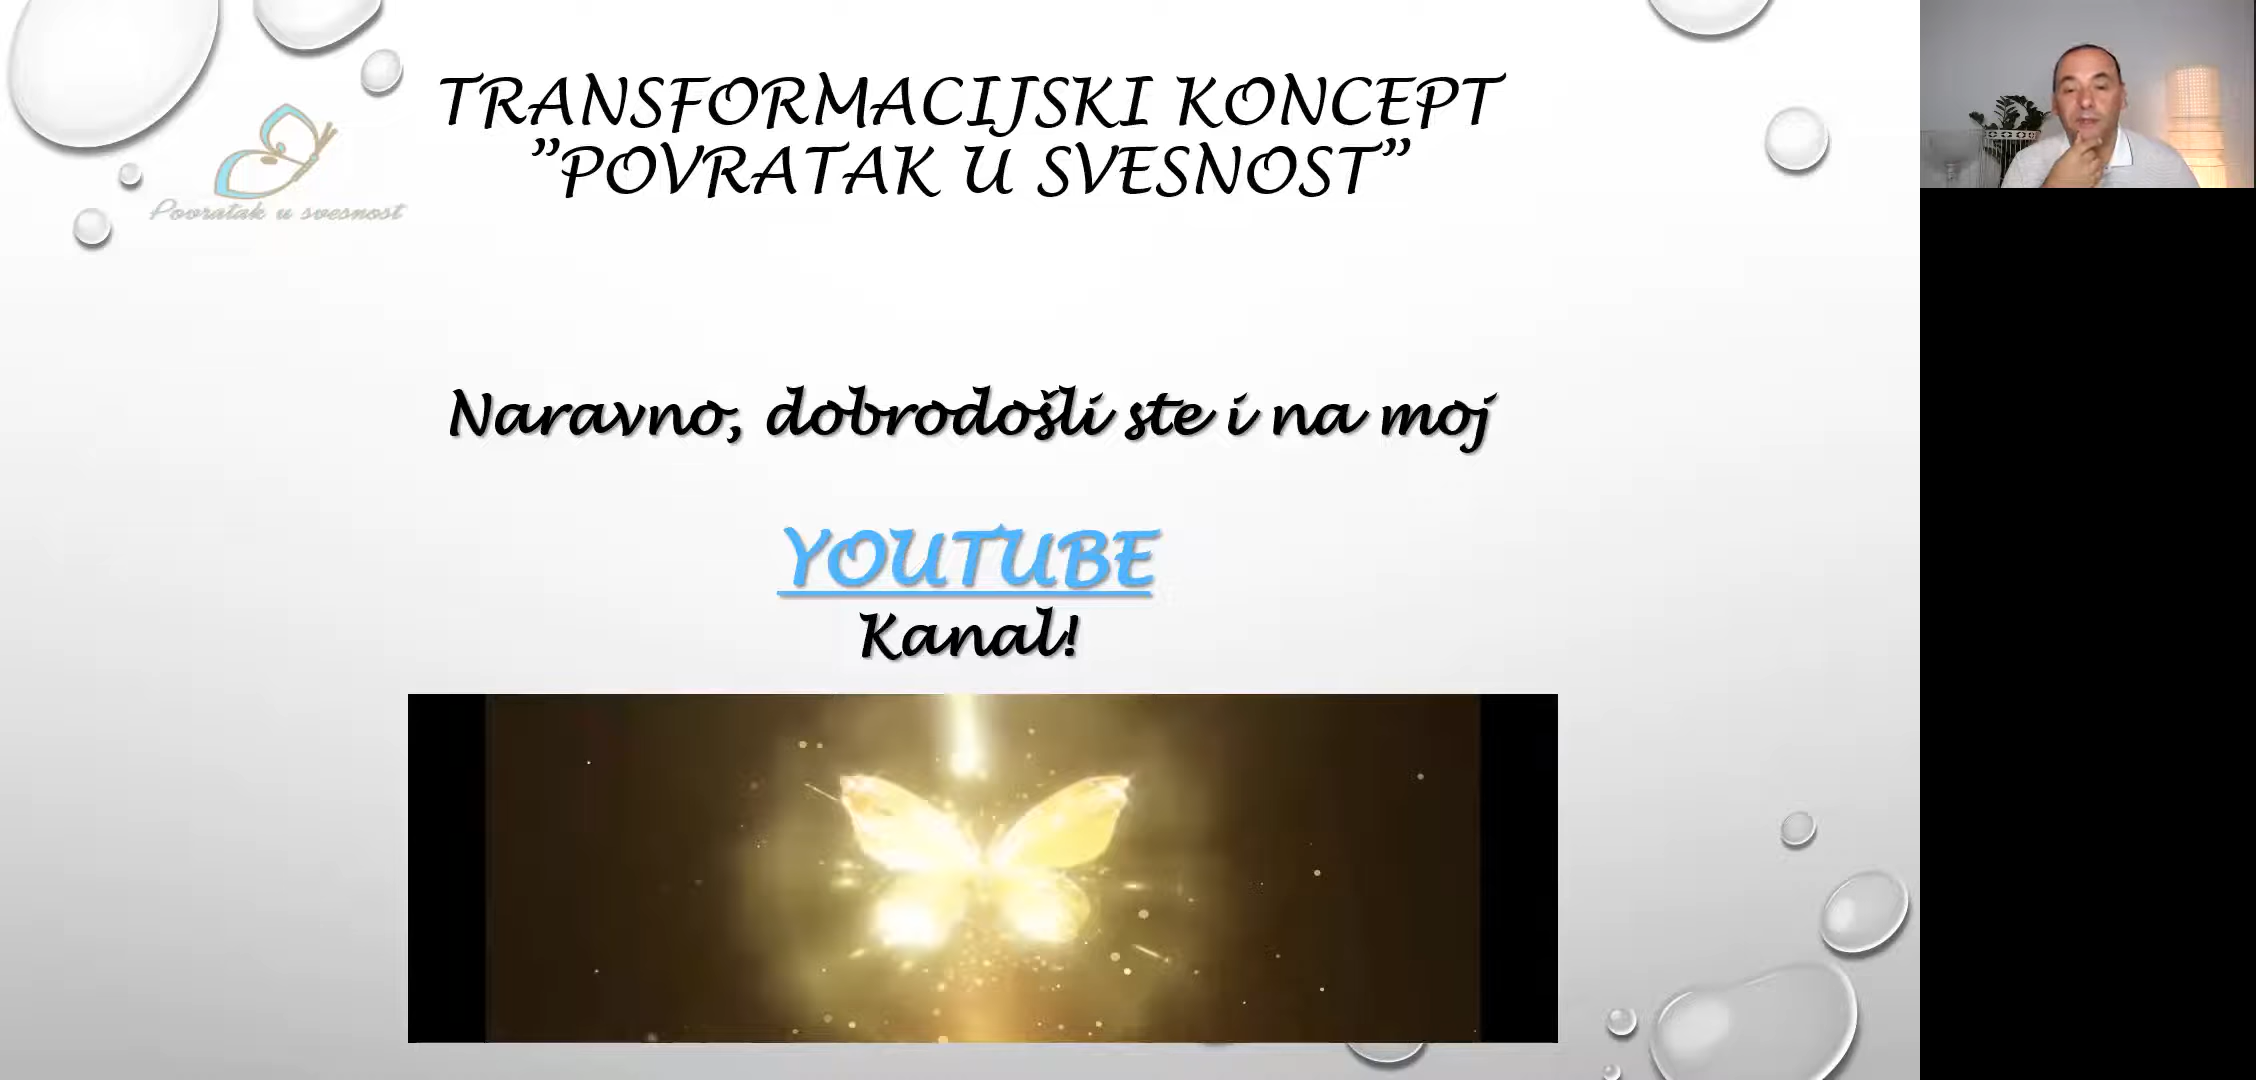 TRANSFORMACIJSKI KONCEPT
”POVRATAK U SVESNOST”
Povratak u svesnost
Naravno, dobrodošli ste i na moj
YOUTUBE
Kanal!